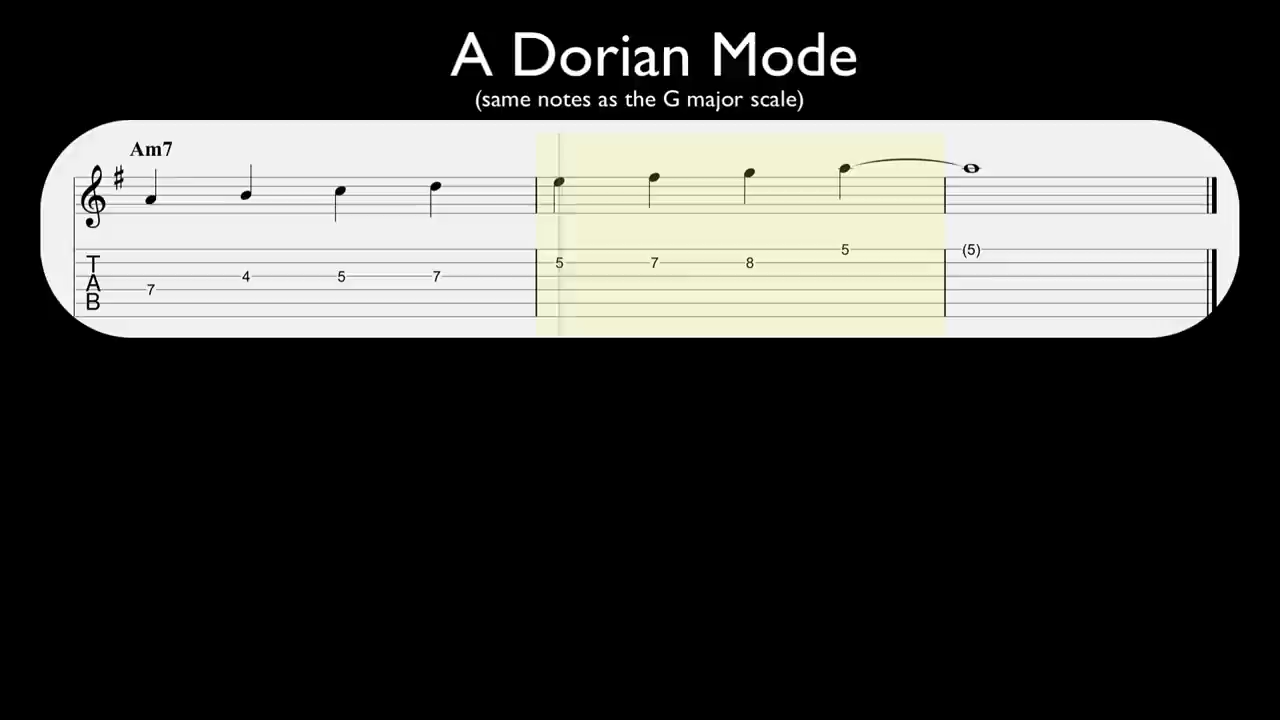 A Dorian Mode
(same notes as the G major scale)
Am7
T
A
B
7 4 5 7 5 7 8 5 (5)